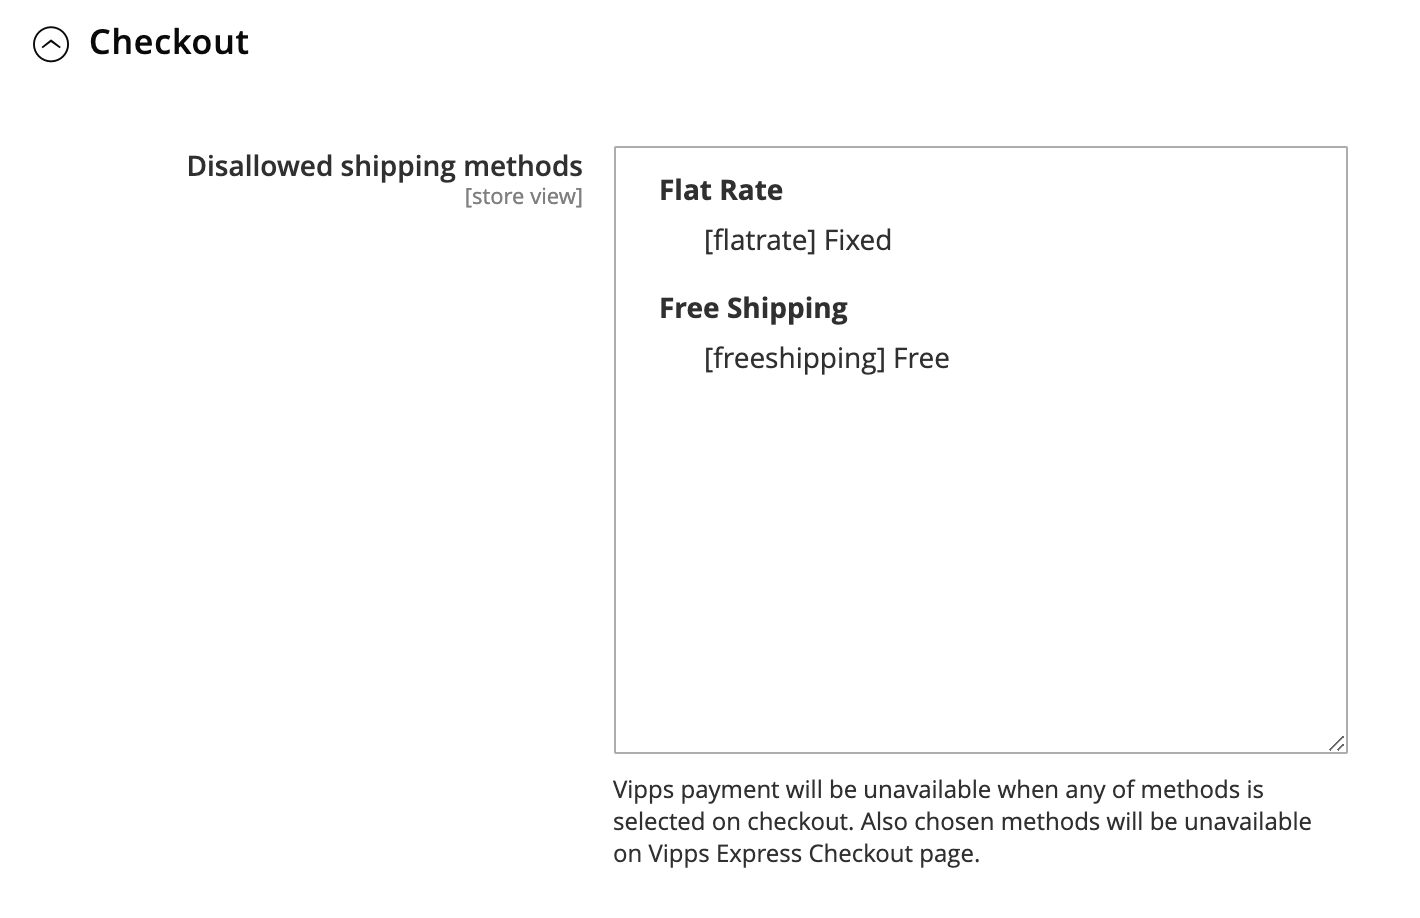 Checkout
Disallowed shipping methods
[store view]
Flat Rate
[flatrate] Fixed
Free Shipping
[freeshipping] Free
Vipps payment will be unavailable when any of methods is
selected on checkout. Also chosen methods will be unavailable
on Vipps Express Checkout page.